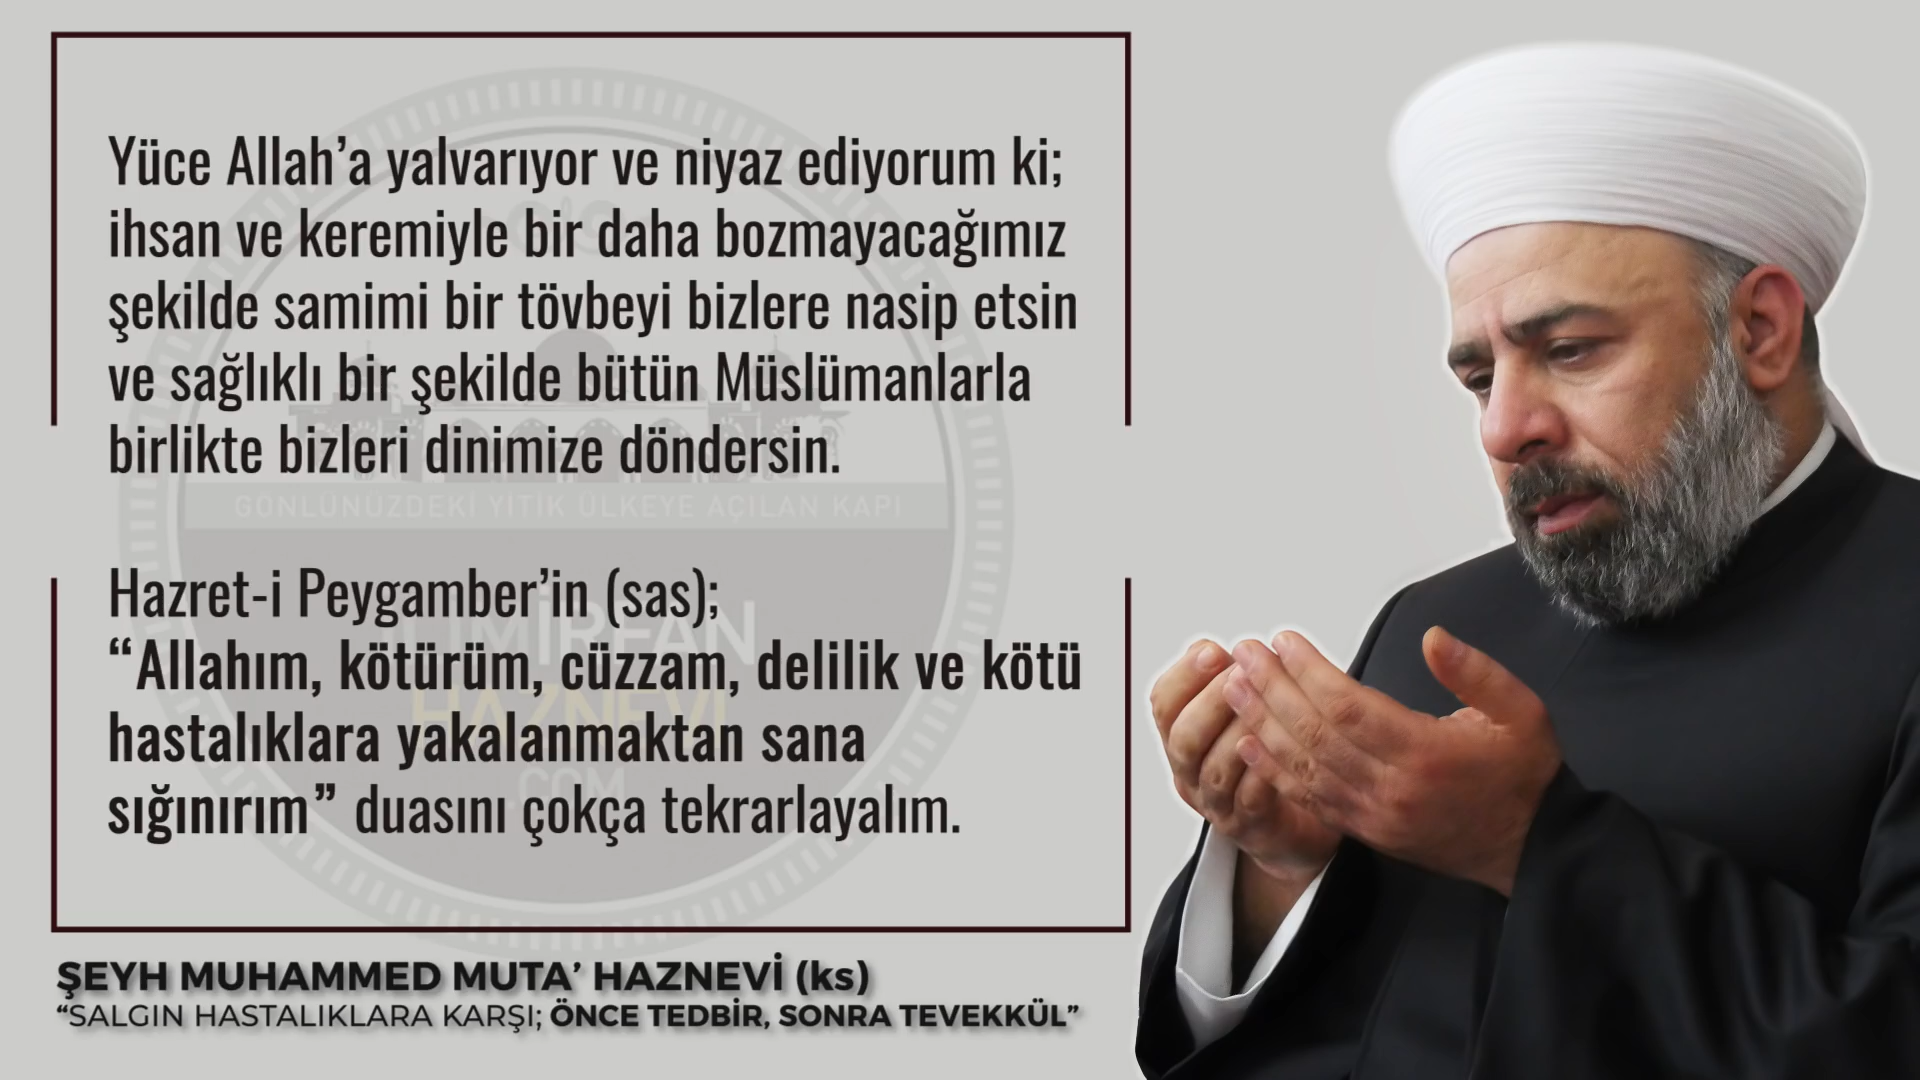 Yüce Allah’a yalvarıyor ve niyaz ediyorum ki;
ihsan ve keremiyle bir daha bozmayacağımız
şekilde samimi bir tövbeyi bizlere nasip etsin
ve sağlıklı bir şekilde bütün Müslümanlarla
birlikte bizleri dinimize döndersin.
GÖNLÜNÜZDEKİ YİTİK ÜLKEYE AÇILAN KAPI
Hazret-i Peygamber’in (sas);
“Allahım, kötürüm, cüzzam, delilik ve kötü
hastalıklara yakalanmaktan sana
sığınırım” duasını çokça tekrarlayalım.
HAZNEVI
.COM
ŞEYH MUHAMMED MUTA’ HAZNEVİ (ks)
“SALGIN HASTALIKLARA KARŞI; ÖNCE TEDBİR, SONRA TEVEKKÜL”